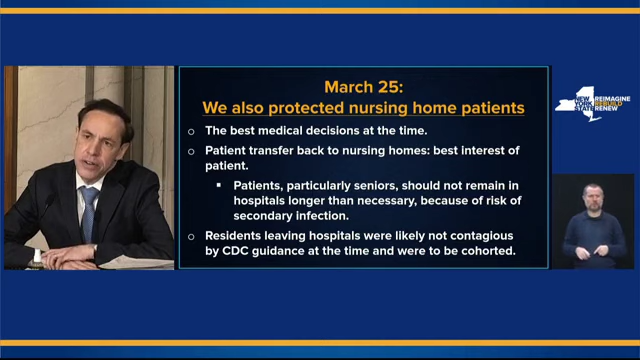 March 25:
We also protected nursing home patients
The best medical decisions at the time.
Patient transfer back to nursing homes: best interest of
patient.
Patients, particularly seniors, should not remain in
hospitals longer than necessary, because of risk of
secondary infection.
Residents leaving hospitals were likely not contagious
by CDC guidance at the time and were to be cohorted.
NEW
YORK
STATE
REIMAGINE
REBUILD
RENEW